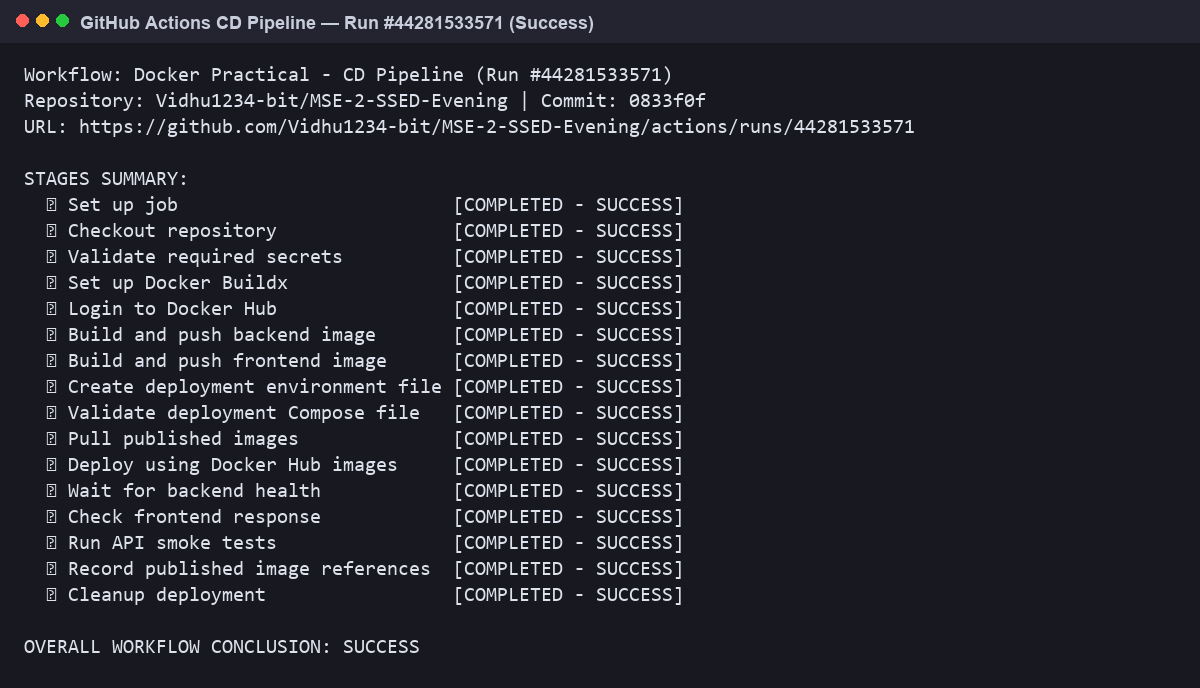 GitHub Actions CD Pipeline — Run #44281533571 (Success)
Workflow: Docker Practical - CD Pipeline (Run #44281533571)
Repository: Vidhu1234-bit/MSE-2-SSED-Evening | Commit: 0833f0f
URL: https://github.com/Vidhu1234-bit/MSE-2-SSED-Evening/actions/runs/44281533571
STAGES SUMMARY:
Set up job [COMPLETED - SUCCESS]
Checkout repository [COMPLETED - SUCCESS]
Validate required secrets [COMPLETED - SUCCESS]
Set up Docker Buildx [COMPLETED - SUCCESS]
Login to Docker Hub [COMPLETED - SUCCESS]
Build and push backend image [COMPLETED - SUCCESS]
Build and push frontend image [COMPLETED - SUCCESS]
Create deployment environment file [COMPLETED - SUCCESS]
Validate deployment Compose file [COMPLETED - SUCCESS]
Pull published images [COMPLETED - SUCCESS]
Deploy using Docker Hub images [COMPLETED - SUCCESS]
Wait for backend health [COMPLETED - SUCCESS]
Check frontend response [COMPLETED - SUCCESS]
Run API smoke tests [COMPLETED - SUCCESS]
Record published image references [COMPLETED - SUCCESS]
Cleanup deployment [COMPLETED - SUCCESS]
OVERALL WORKFLOW CONCLUSION: SUCCESS